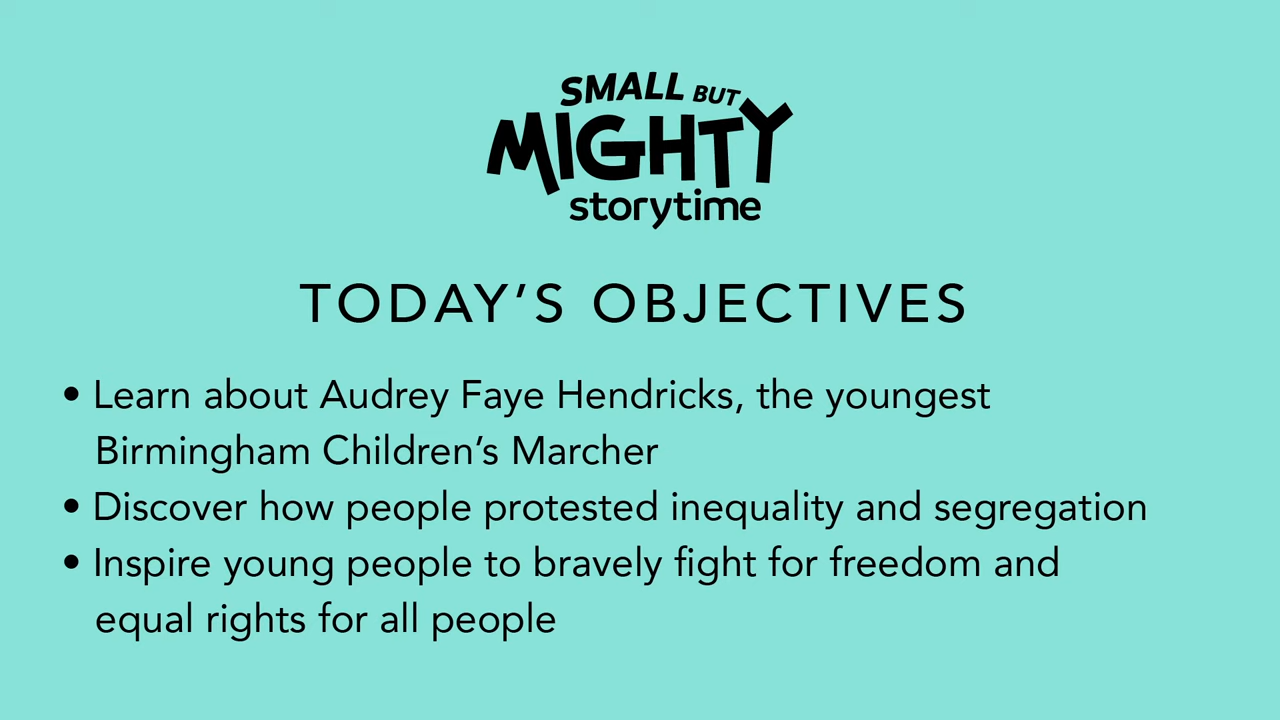 SMALL BUT
MIGHTY
storytime
TODAY’S OBJECTIVES
• Learn about Audrey Faye Hendricks, the youngest
Birmingham Children’s Marcher
• Discover how people protested inequality and segregation
• Inspire young people to bravely fight for freedom and
equal rights for all people